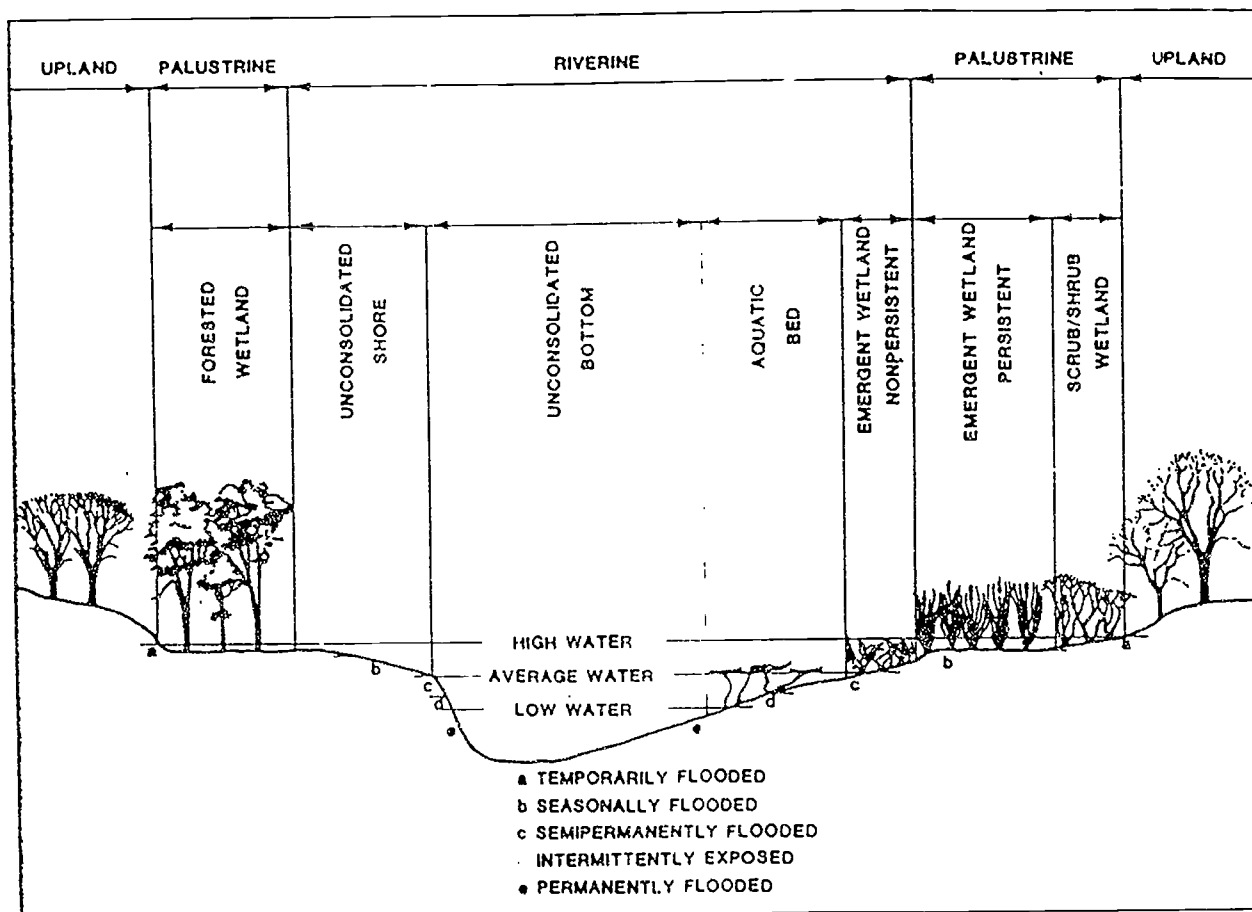 UPLAND
PALUSTRINE
RIVERINE
PALUSTRINE
UPLAND
FORESTED
WETLAND
UNCONSOLIDATED
SHORE
UNCONSOLIDATED
BOTTOM
AQUATIC
BED
EMERGENT WETLAND
NONPERSISTENT
EMERGENT WETLAND
PERSISTENT
SCRUB/SHRUB
WETLAND
HIGH WATER
AVERAGE WATER
LOW WATER
a
b
c
d
e
e
d
c
b
a
a TEMPORARILY FLOODED
b SEASONALLY FLOODED
c SEMIPERMANENTLY FLOODED
INTERMITTENTLY EXPOSED
e PERMANENTLY FLOODED